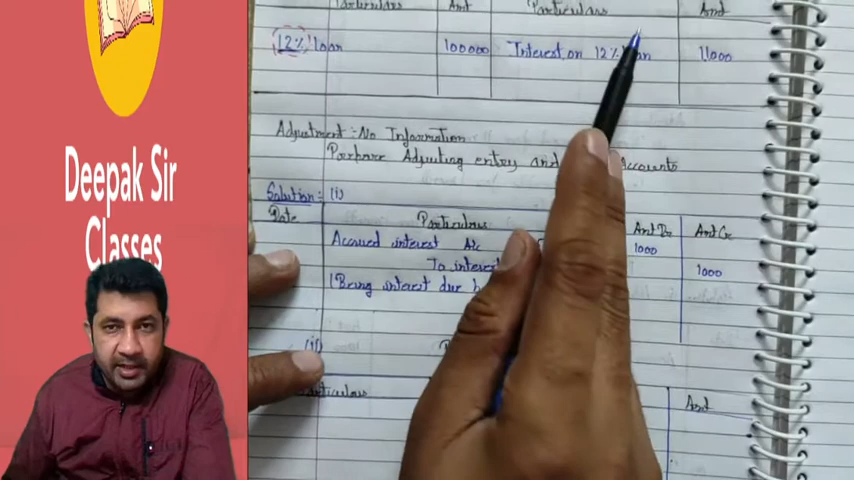 Deepak Sir
Classes
Particulars Amt Particulars Amt
12% loan 100000 Interest on 12% 11000
Adjustment :- No Information
Prepare Adjusting entry and Accounts
Solution :- (i)
Date Particulars Amt Dr Amt Cr
Accrued interest A/c 1000
To interest 1000
(Being interest due
(ii)
Particulars Amt